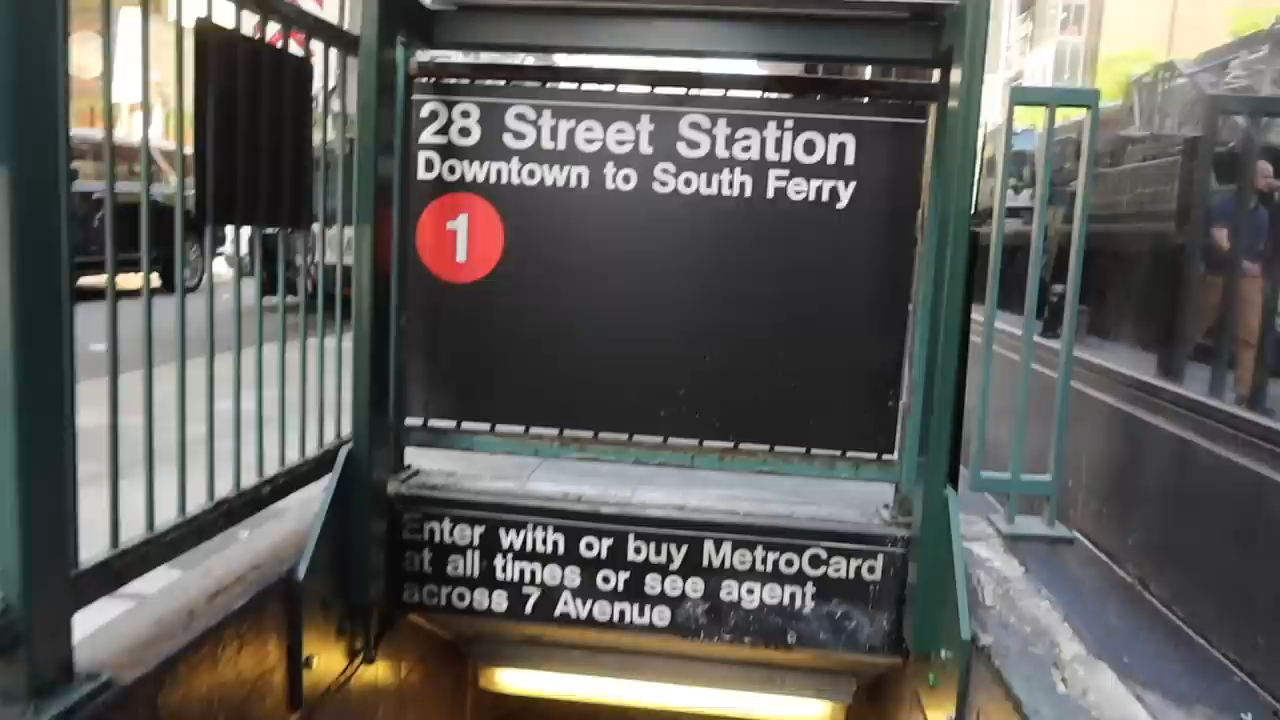 28 Street Station
Downtown to South Ferry
1
Enter with or buy MetroCard
at all times or see agent
across 7 Avenue